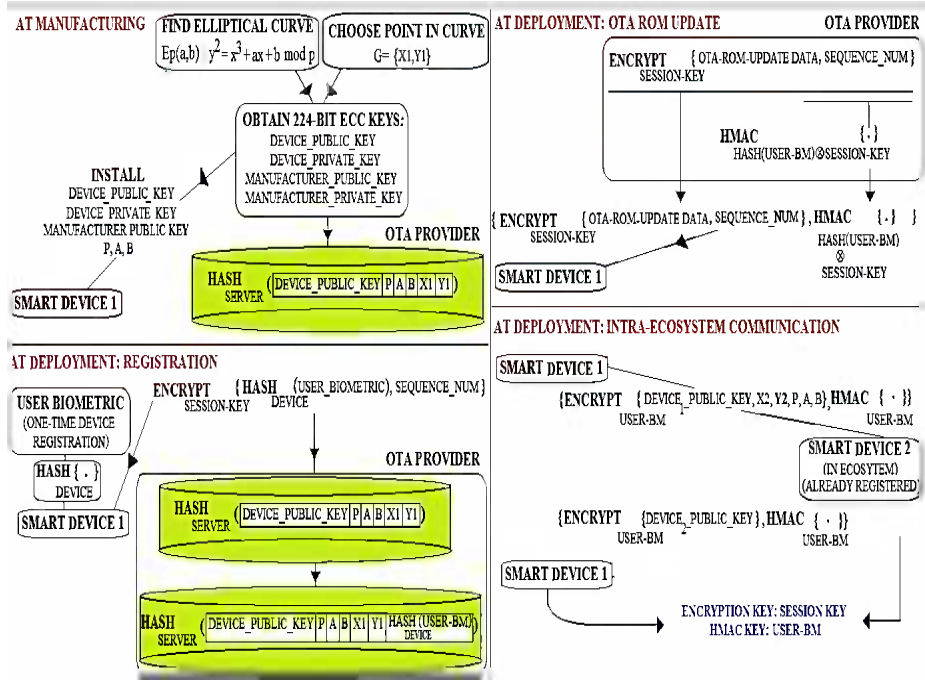 AT MANUFACTURING
FIND ELLIPTICAL CURVE
Ep(a,b) y² = x³ + ax + b mod p
CHOOSE POINT IN CURVE
G= {X1,Y1}
OBTAIN 224-BIT ECC KEYS:
DEVICE_PUBLIC_KEY
DEVICE_PRIVATE_KEY
MANUFACTURER_PUBLIC_KEY
MANUFACTURER_PRIVATE_KEY
INSTALL
DEVICE_PUBLIC_KEY
DEVICE_PRIVATE_KEY
MANUFACTURER PUBLIC KEY
P, A, B
SMART DEVICE 1
OTA PROVIDER
HASH (DEVICE_PUBLIC_KEY P A B X1 Y1)
SERVER
AT DEPLOYMENT: REGISTRATION
USER BIOMETRIC
(ONE-TIME DEVICE
REGISTRATION)
HASH { . }
DEVICE
SMART DEVICE 1
ENCRYPT {HASH (USER_BIOMETRIC), SEQUENCE_NUM}
SESSION-KEY DEVICE
OTA PROVIDER
HASH (DEVICE_PUBLIC_KEY P A B X1 Y1)
SERVER
HASH (DEVICE_PUBLIC_KEY P A B X1 Y1 HASH (USER-BM))
SERVER DEVICE
AT DEPLOYMENT: OTA ROM UPDATE
OTA PROVIDER
ENCRYPT { OTA-ROM-UPDATE DATA, SEQUENCE_NUM}
SESSION-KEY
HMAC { . }
HASH(USER-BM)⊗SESSION-KEY
{ ENCRYPT {OTA-ROM-UPDATE DATA, SEQUENCE_NUM}, HMAC { . } }
SESSION-KEY HASH(USER-BM)
⊗
SESSION-KEY
SMART DEVICE 1
AT DEPLOYMENT: INTRA-ECOSYSTEM COMMUNICATION
SMART DEVICE 1
{ENCRYPT {DEVICE_1_PUBLIC_KEY, X2, Y2, P, A, B}, HMAC { · }}
USER-BM USER-BM
SMART DEVICE 2
(IN ECOSYTEM)
(ALREADY REGISTERED)
{ENCRYPT {DEVICE_2_PUBLIC_KEY}, HMAC { · }}
USER-BM USER-BM
SMART DEVICE 1
ENCRYPTION KEY: SESSION KEY
HMAC KEY: USER-BM